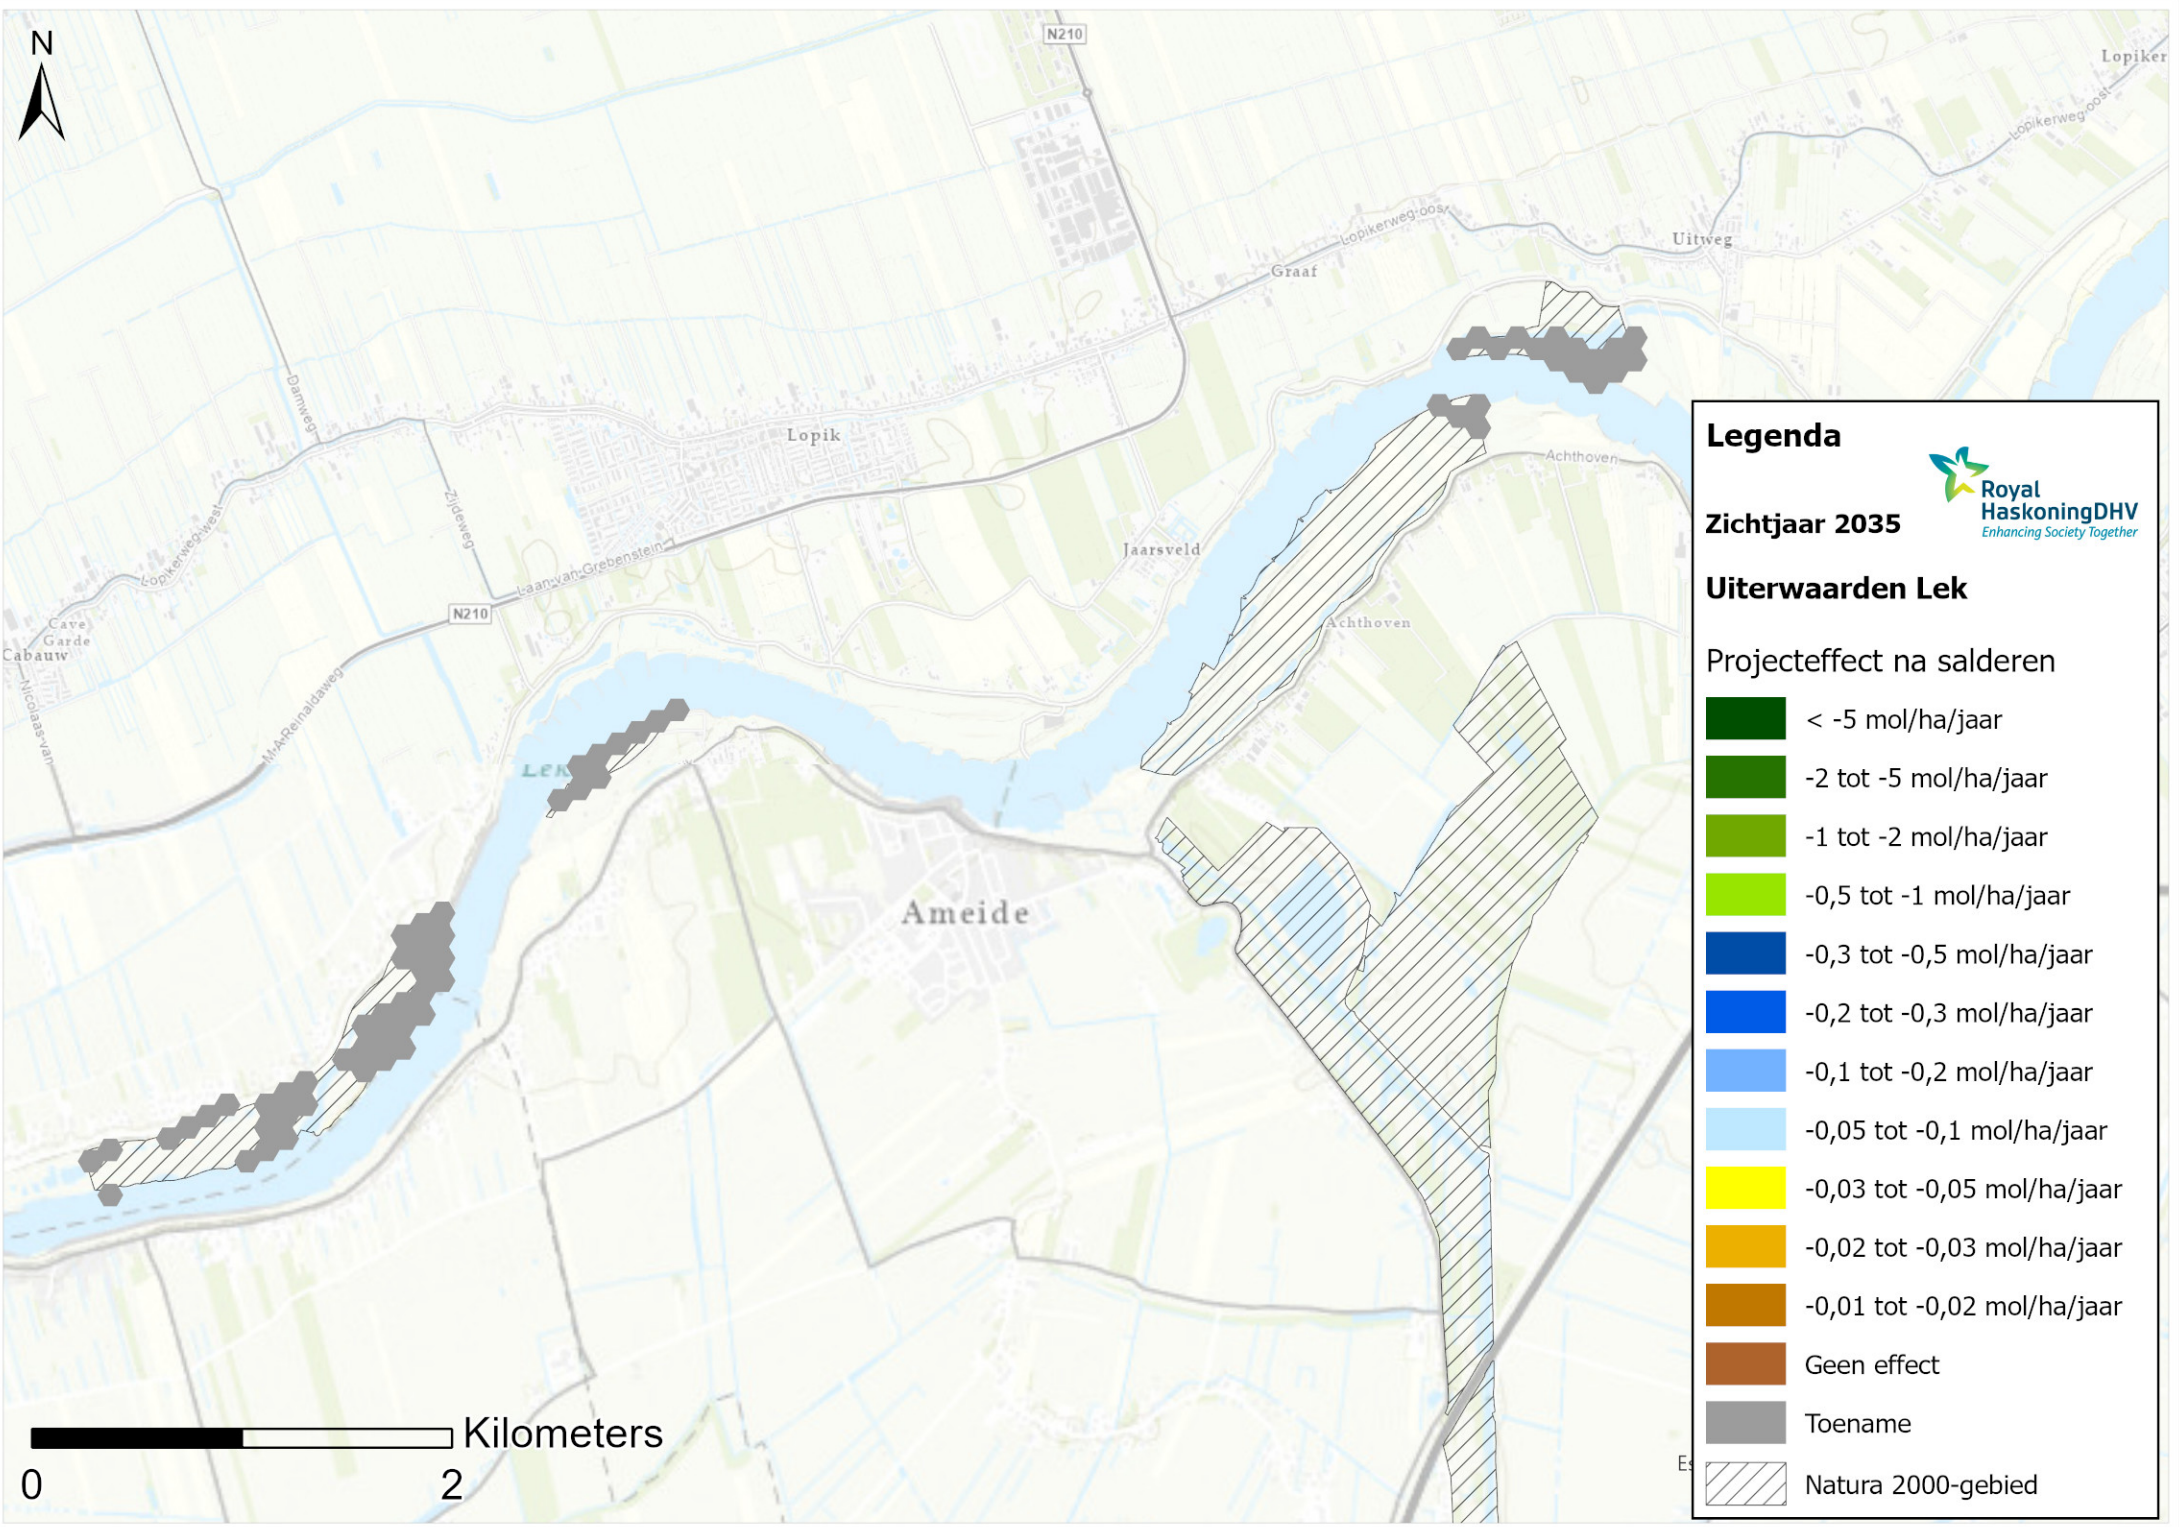 N
N210
Lopiker
Lopikerweg-oost
Lopikerweg-oost
Uitweg
Graaf
Damweg
Lopik
Achthoven
Zijdeweg
Lopikerweg-west
Jaarsveld
Laan-van-Grebenstein
N210
Cave
Garde
Cabauw
Achthoven
M-A-Reinaldaweg
Nicolaas-van
Lek
Ameide
Es
Kilometers
0
2
Legenda
Royal
HaskoningDHV
Enhancing Society Together
Zichtjaar 2035
Uiterwaarden Lek
Projecteffect na salderen
< -5 mol/ha/jaar
-2 tot -5 mol/ha/jaar
-1 tot -2 mol/ha/jaar
-0,5 tot -1 mol/ha/jaar
-0,3 tot -0,5 mol/ha/jaar
-0,2 tot -0,3 mol/ha/jaar
-0,1 tot -0,2 mol/ha/jaar
-0,05 tot -0,1 mol/ha/jaar
-0,03 tot -0,05 mol/ha/jaar
-0,02 tot -0,03 mol/ha/jaar
-0,01 tot -0,02 mol/ha/jaar
Geen effect
Toename
Natura 2000-gebied